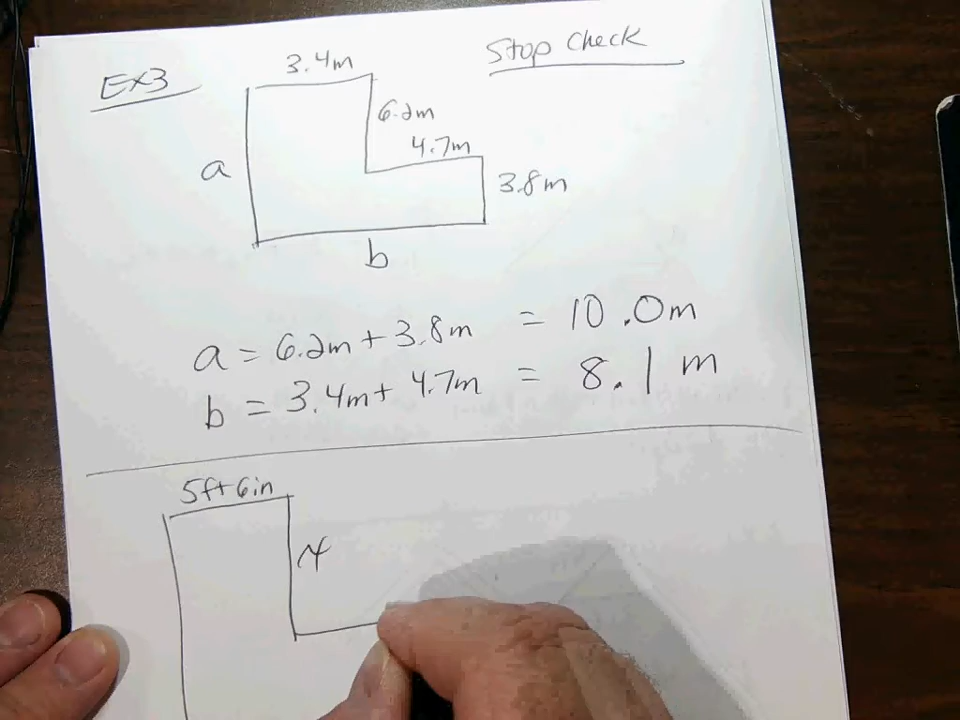 Ex3
Stop Check
3.4m
6.2m
4.7m
a
3.8m
b
a = 6.2m + 3.8m = 10.0m
b = 3.4m + 4.7m = 8.1 m
5ft 6in